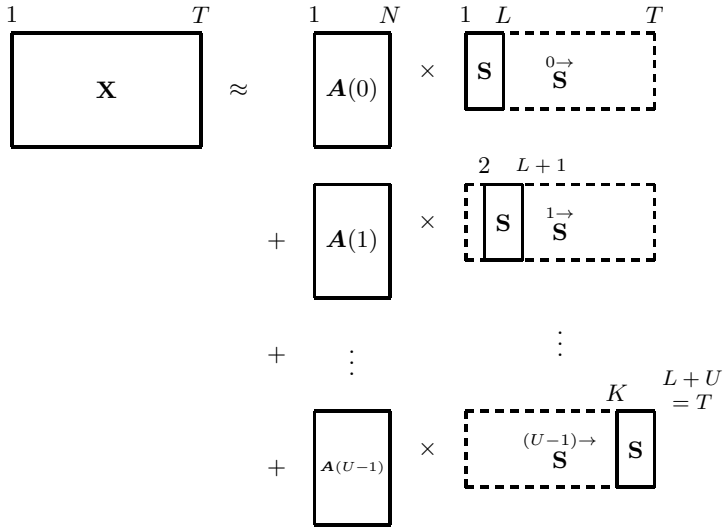 1 T 1 N 1 L T
X ≈ A(0) × S 0→S
2 L + 1
+ A(1) × S 1→S
+ ⋮ ⋮
K L + U
= T
+ A(U−1) × (U−1)→S S